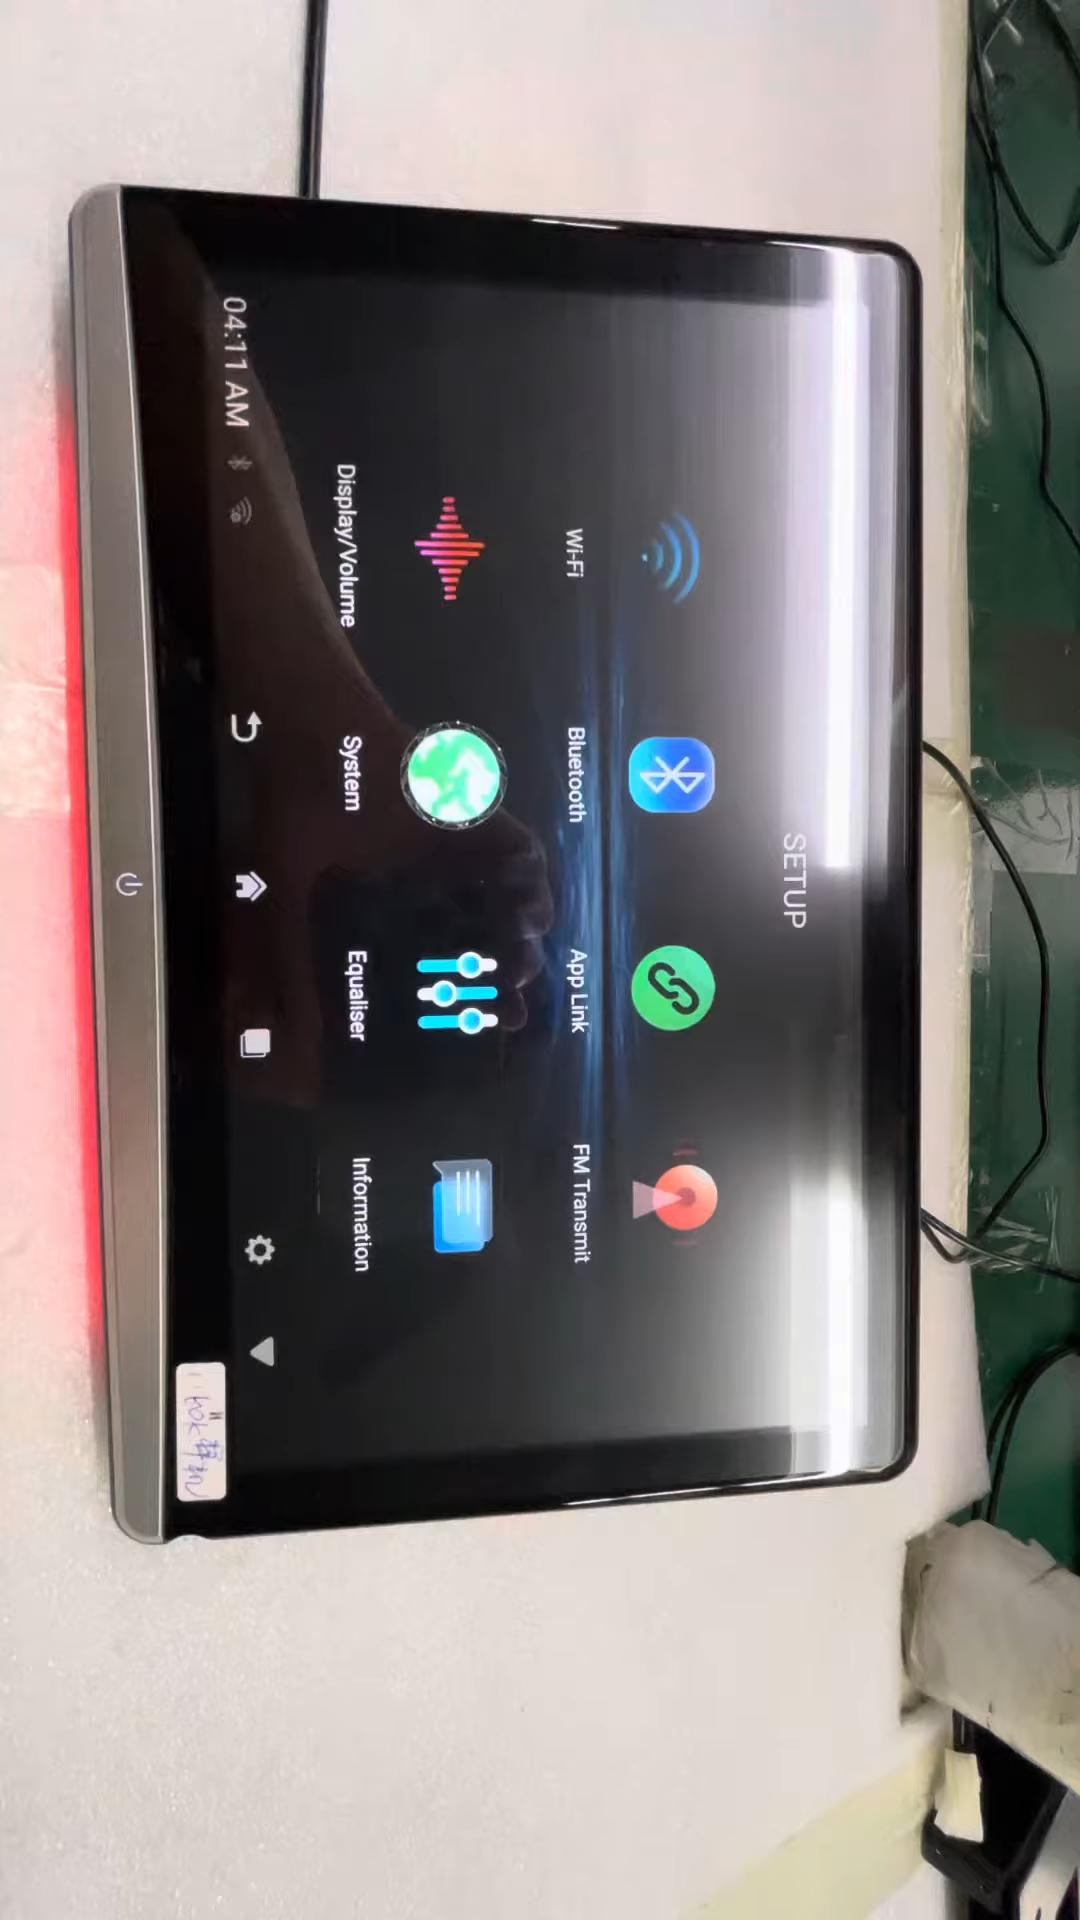 SETUP
Wi-Fi
Bluetooth
App Link
FM Transmit
Display/Volume
System
Equaliser
Information
04:11 AM